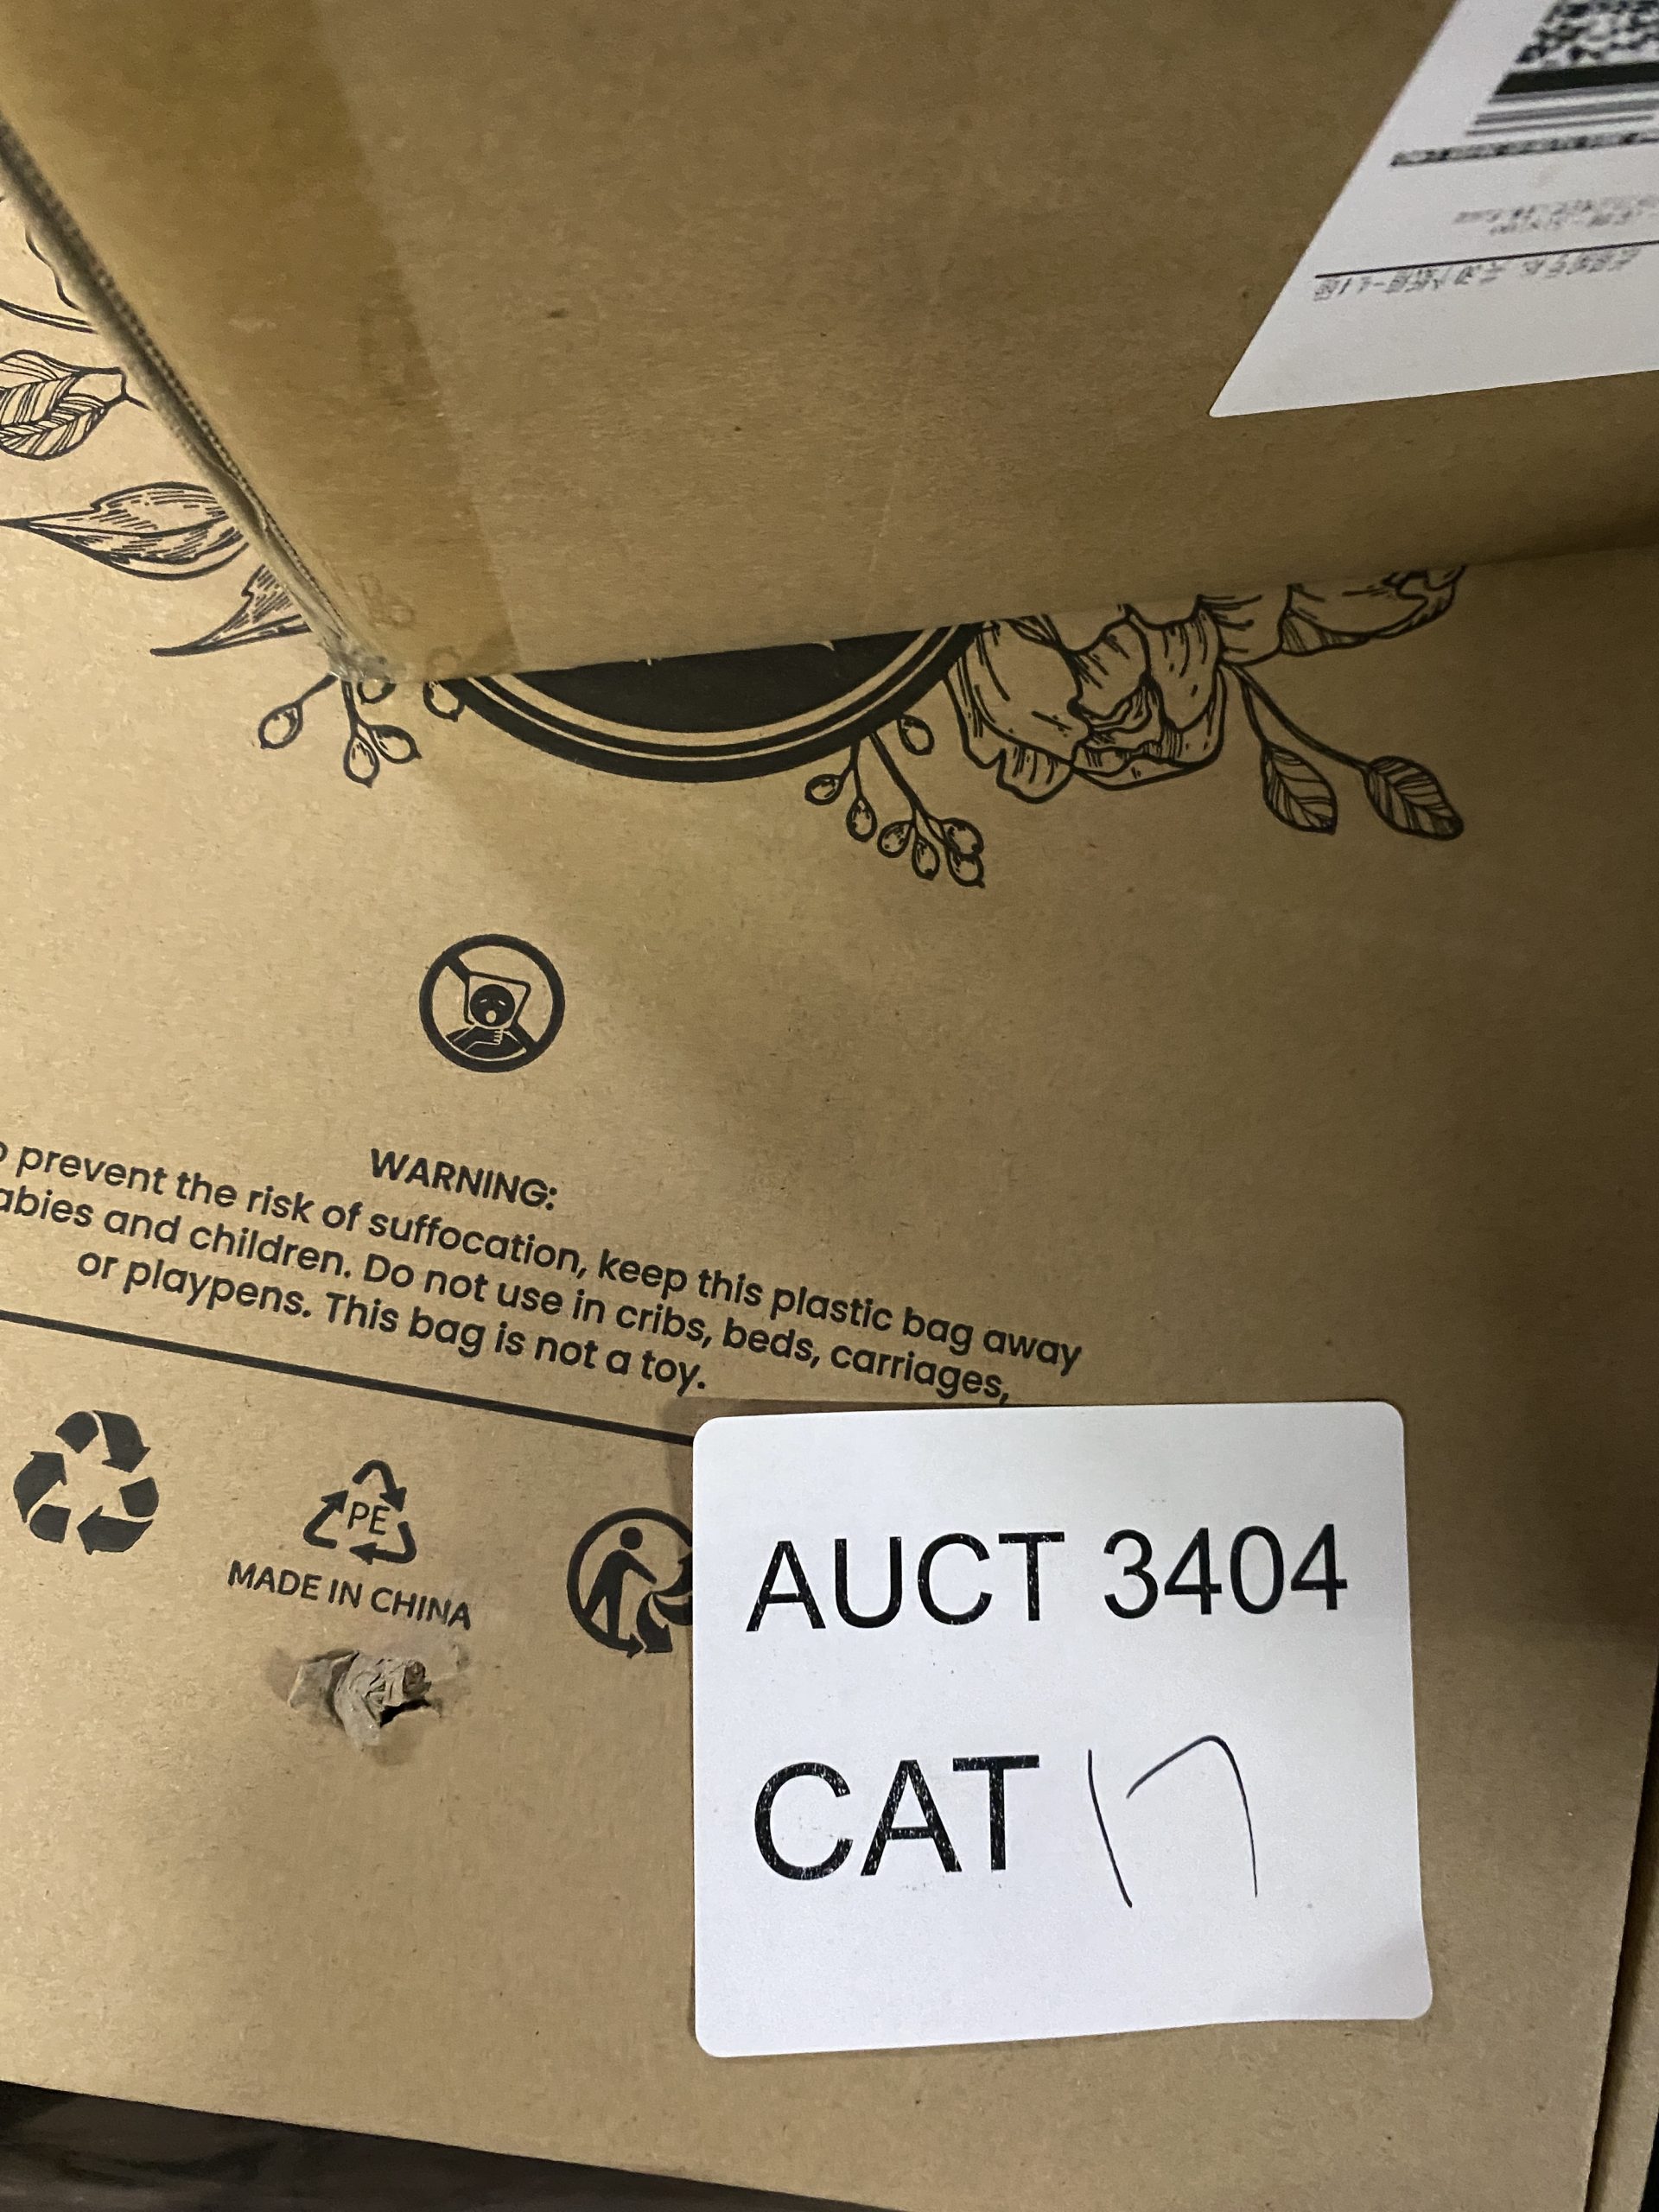 WARNING:
prevent the risk of suffocation, keep this plastic bag away
and children. Do not use in cribs, beds, carriages,
or playpens. This bag is not a toy.
PE
MADE IN CHINA
AUCT 3404
CAT 17